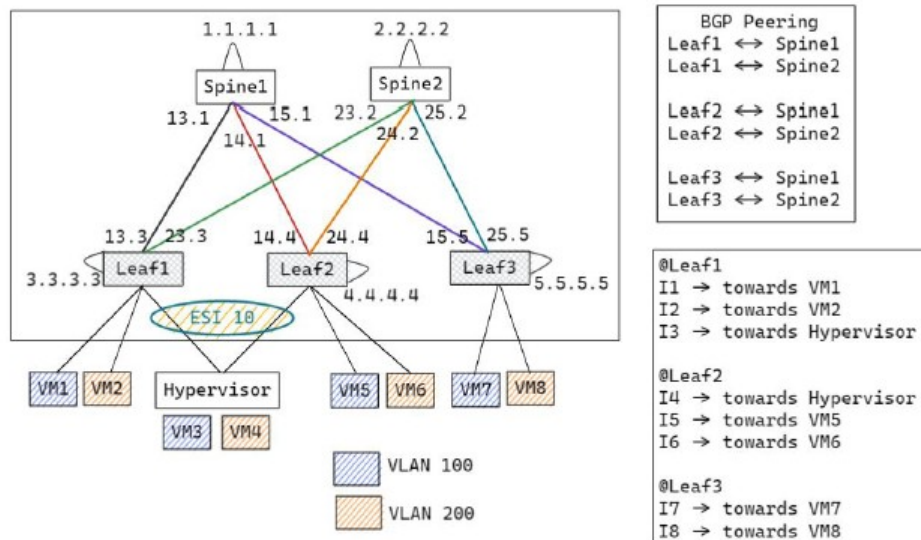 1.1.1.1
2.2.2.2
Spine1
Spine2
13.1
15.1
14.1
23.2
25.2
24.2
13.3
23.3
14.4
24.4
15.5
25.5
3.3.3.3
Leaf1
Leaf2
4.4.4.4
Leaf3
5.5.5.5
ESI 10
VM1
VM2
Hypervisor
VM5
VM6
VM7
VM8
VM3
VM4
VLAN 100
VLAN 200
BGP Peering
Leaf1 ↔ Spine1
Leaf1 ↔ Spine2
Leaf2 ↔ Spine1
Leaf2 ↔ Spine2
Leaf3 ↔ Spine1
Leaf3 ↔ Spine2
@Leaf1
I1 → towards VM1
I2 → towards VM2
I3 → towards Hypervisor
@Leaf2
I4 → towards Hypervisor
I5 → towards VM5
I6 → towards VM6
@Leaf3
I7 → towards VM7
I8 → towards VM8